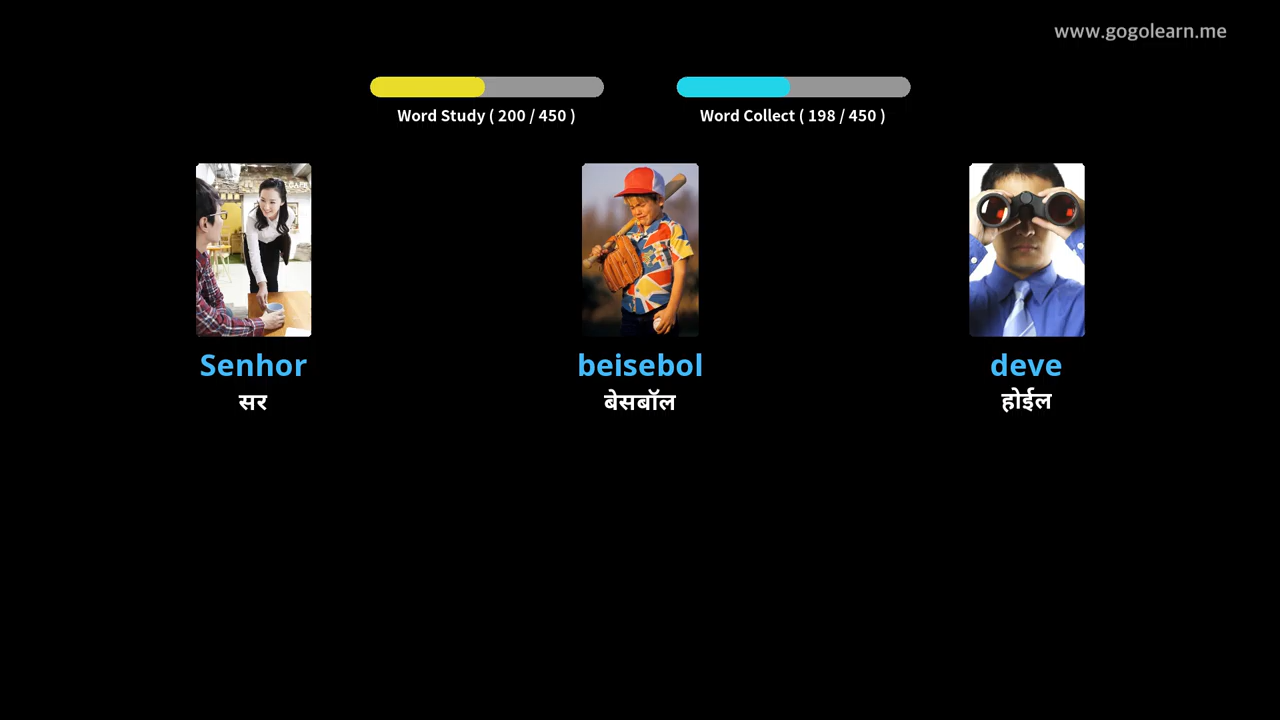 www.gogolearn.me
Word Study ( 200 / 450 )
Word Collect ( 198 / 450 )
Senhor
beisebol
deve
सर
बेसबॉल
होईल